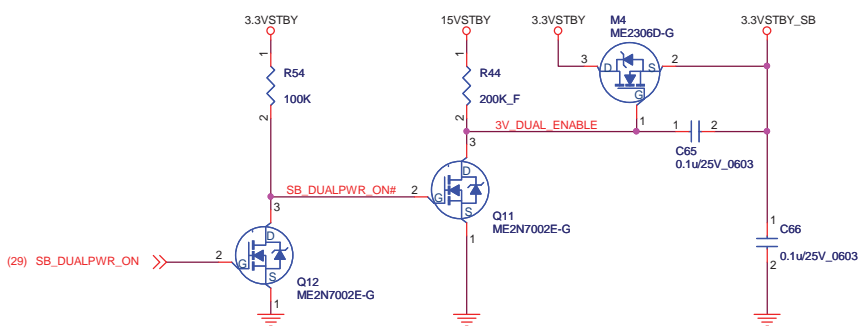 3.3VSTBY
15VSTBY
3.3VSTBY
M4
ME2306D-G
3.3VSTBY_SB
1
R54
100K
2
1
R44
200K_F
2
3
D
S
G
2
1
3V_DUAL_ENABLE
1
2
C65
0.1u/25V_0603
SB_DUALPWR_ON#
2
3
D
G
S
1
Q11
ME2N7002E-G
(29) SB_DUALPWR_ON
2
3
D
G
S
1
Q12
ME2N7002E-G
1
C66
0.1u/25V_0603
2